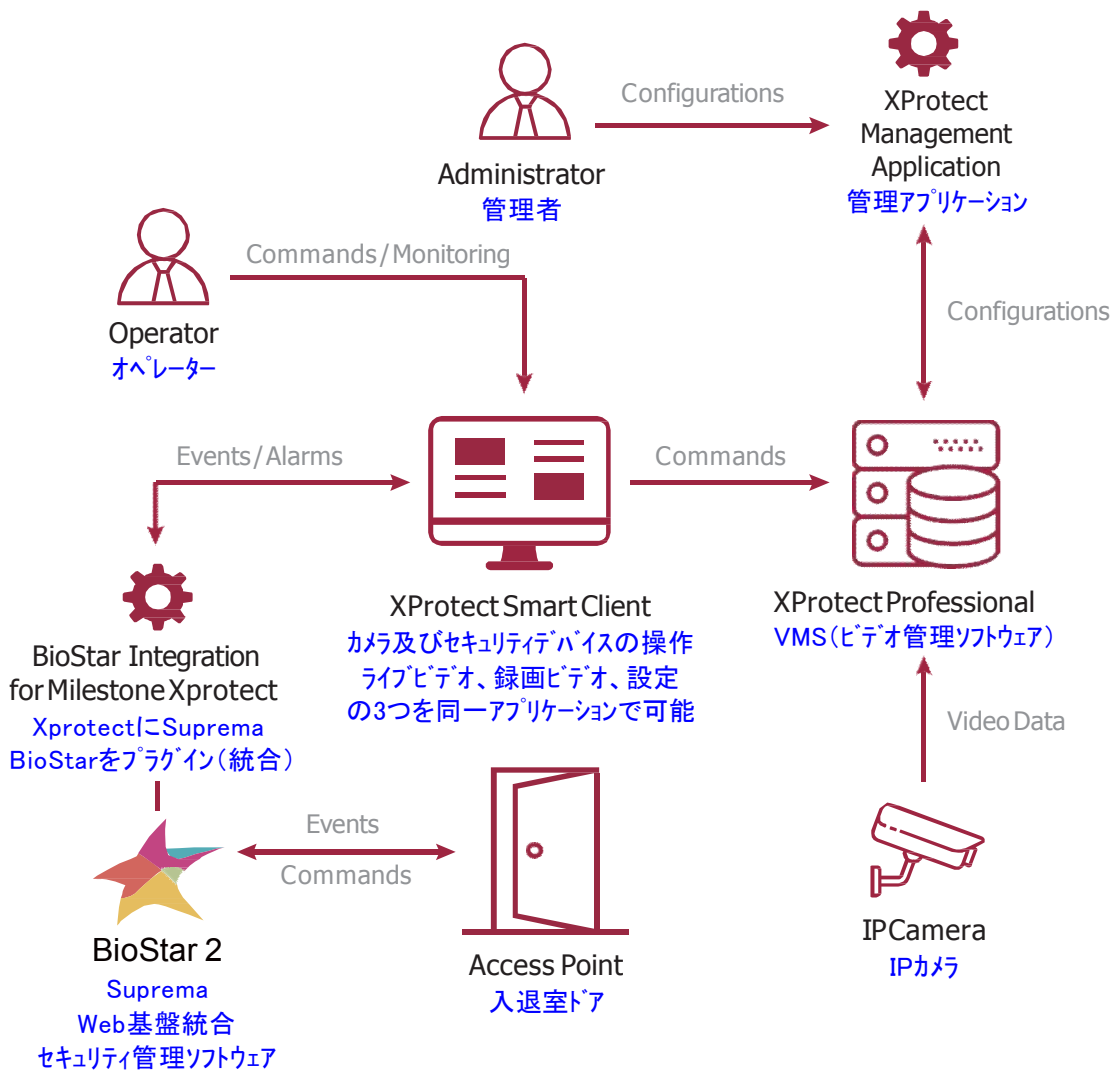 Configurations
XProtect
Management
Application
管理アプリケーション
Administrator
管理者
Commands/Monitoring
Operator
オペレーター
Configurations
Events/Alarms
Commands
XProtect Smart Client
カメラ及びセキュリティデバイスの操作
ライブビデオ、録画ビデオ、設定
の3つを同一アプリケーションで可能
XProtect Professional
VMS(ビデオ管理ソフトウェア)
BioStar Integration
for Milestone Xprotect
XprotectにSuprema
BioStarをプラグイン(統合)
Video Data
Events
Commands
BioStar 2
Suprema
Web基盤統合
セキュリティ管理ソフトウェア
Access Point
入退室ドア
IP Camera
IPカメラ